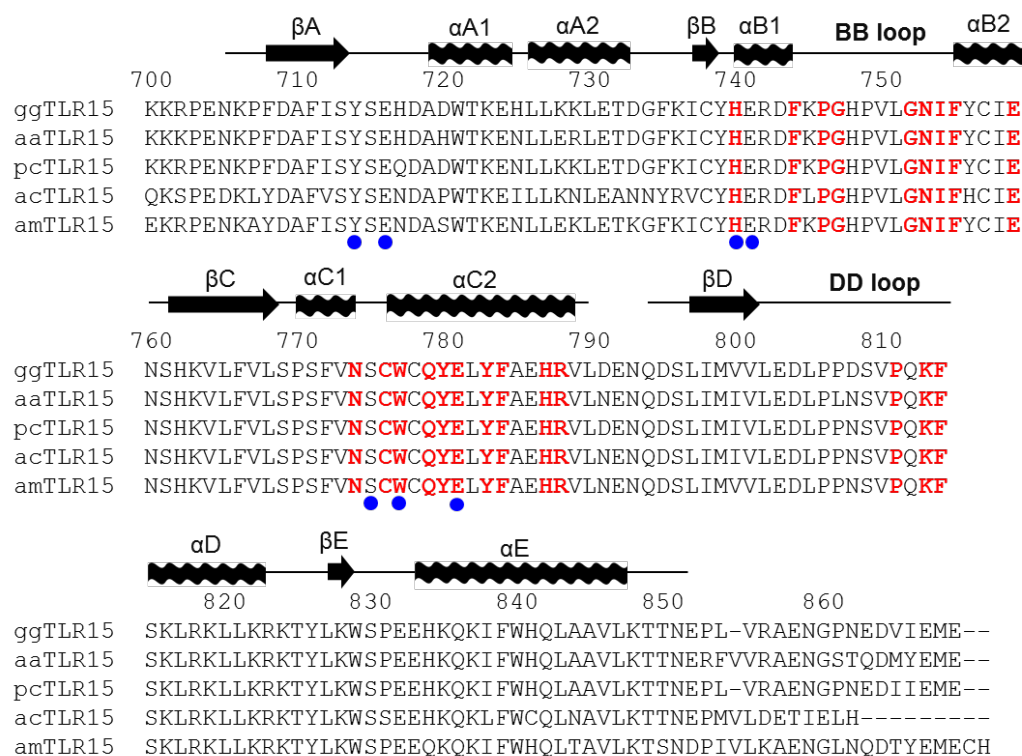 βA αA1 αA2 βB αB1 BB loop αB2
700 710 720 730 740 750
ggTLR15 KKRPENKPFDAFISYSEHDADWTKEHLLKKLETDGFKICYHERDFKPGHPVLGNIFYCIE
aaTLR15 KKKPENKPFDAFISYSEHDAHWTKENLLERLETDGFKICYHERDFKPGHPVLGNIFYCIE
pcTLR15 KKRPENKPFDAFISYSEQDADWTKENLLKKLETDGFKICYHERDFKPGHPVLGNIFYCIE
acTLR15 QKSPEDKLYDAFVSYSENDAPWTKEILLKNLEANNYRVCYHERDFLPGHPVLGNIFHCIE
amTLR15 EKRPENKAYDAFISYSENDASWTKENLLEKLETKGFKICYHERDFKPGHPVLGNIFYCIE
βC αC1 αC2 βD DD loop
760 770 780 790 800 810
ggTLR15 NSHKVLFVLSPSFVNSCWCQYELYFAEHRVLDENQDSLIMVVLEDLPPDSVPQKF
aaTLR15 NSHKVLFVLSPSFVNSCWCQYELYFAEHRVLNENQDSLIMIVLEDLPLNSVPQKF
pcTLR15 NSHKVLFVLSPSFVNSCWCQYELYFAEHRVLDENQDSLIMIVLEDLPPNSVPQKF
acTLR15 NSHKVLFVLSPSFVNSCWCQYELYFAEHRVLDENQDSLIMVVLEDLPPNSVPQKF
amTLR15 NSHKVLFVLSPSFVNSCWCQYELYFAEHRVLNENQDSLIMVVLEDLPPNSVPQKF
αD βE αE
820 830 840 850 860
ggTLR15 SKLRKLLKRKTYLKWSPEEHKQKIFWHQLAAVLKTTNEPL-VRAENGPNEDVIEME--
aaTLR15 SKLRKLLKRKTYLKWSPEEHKQKIFWHQLAAVLKTTNERFVVRAENGSTQDMYEME--
pcTLR15 SKLRKLLKRKTYLKWSPEEHKQKIFWHQLAAVLKTTNEPL-VRAENGPNEDIIEME--
acTLR15 SKLRKLLKRKTYLKWSSEEHKQKLFWCQLNAVLKTTNEPMVLDETIELH---------
amTLR15 SKLRKLLKRKTYLKWSPEEQKQKIFWHQLTAVLKTSNDPIVLKAENGLNQDTYEMECH